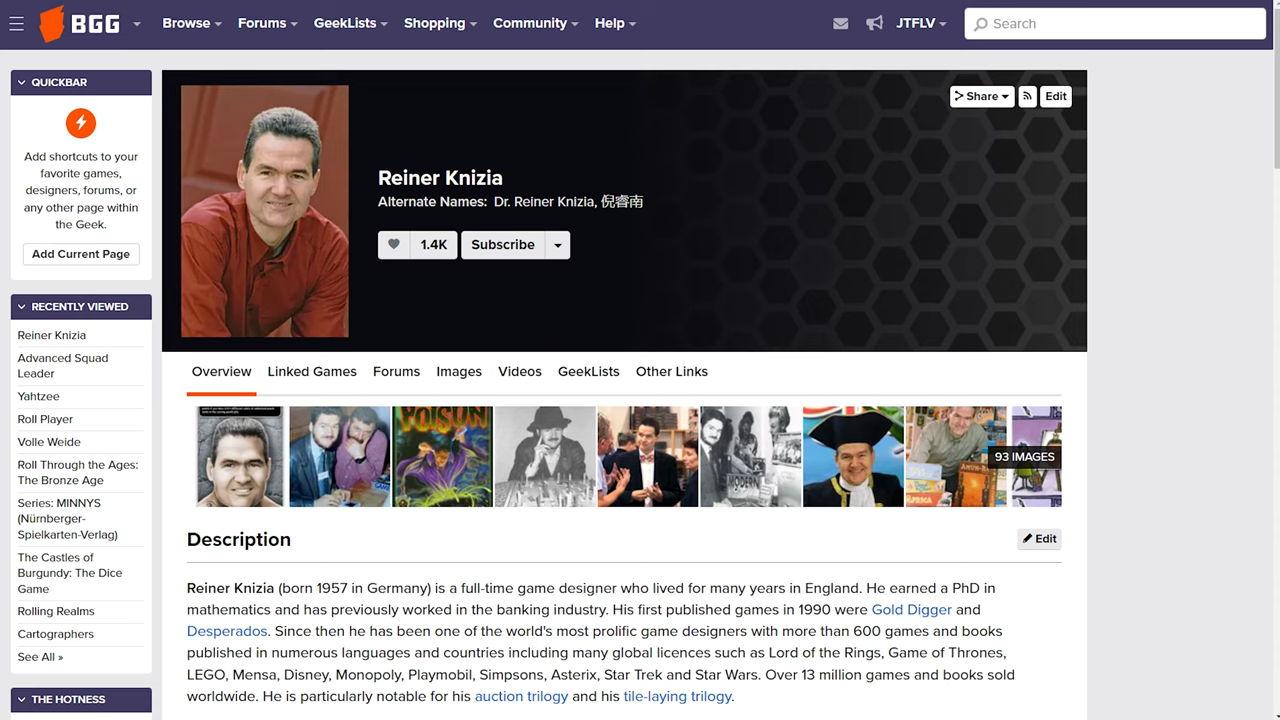 BGG
Browse
Forums
GeekLists
Shopping
Community
Help
JTFLV
Search
QUICKBAR
Add shortcuts to your
favorite games,
designers, forums, or
any other page within
the Geek.
Add Current Page
RECENTLY VIEWED
Reiner Knizia
Advanced Squad
Leader
Yahtzee
Roll Player
Volle Weide
Roll Through the Ages:
The Bronze Age
Series: MINNYS
(Nürnberger-
Spielkarten-Verlag)
The Castles of
Burgundy: The Dice
Game
Rolling Realms
Cartographers
See All »
THE HOTNESS
Share
Edit
Reiner Knizia
Alternate Names: Dr. Reiner Knizia, 倪睿南
1.4K
Subscribe
Overview
Linked Games
Forums
Images
Videos
GeekLists
Other Links
POISON
MODERN
93 IMAGES
Description
Edit
Reiner Knizia (born 1957 in Germany) is a full-time game designer who lived for many years in England. He earned a PhD in
mathematics and has previously worked in the banking industry. His first published games in 1990 were Gold Digger and
Desperados. Since then he has been one of the world's most prolific game designers with more than 600 games and books
published in numerous languages and countries including many global licences such as Lord of the Rings, Game of Thrones,
LEGO, Mensa, Disney, Monopoly, Playmobil, Simpsons, Asterix, Star Trek and Star Wars. Over 13 million games and books sold
worldwide. He is particularly notable for his auction trilogy and his tile-laying trilogy.